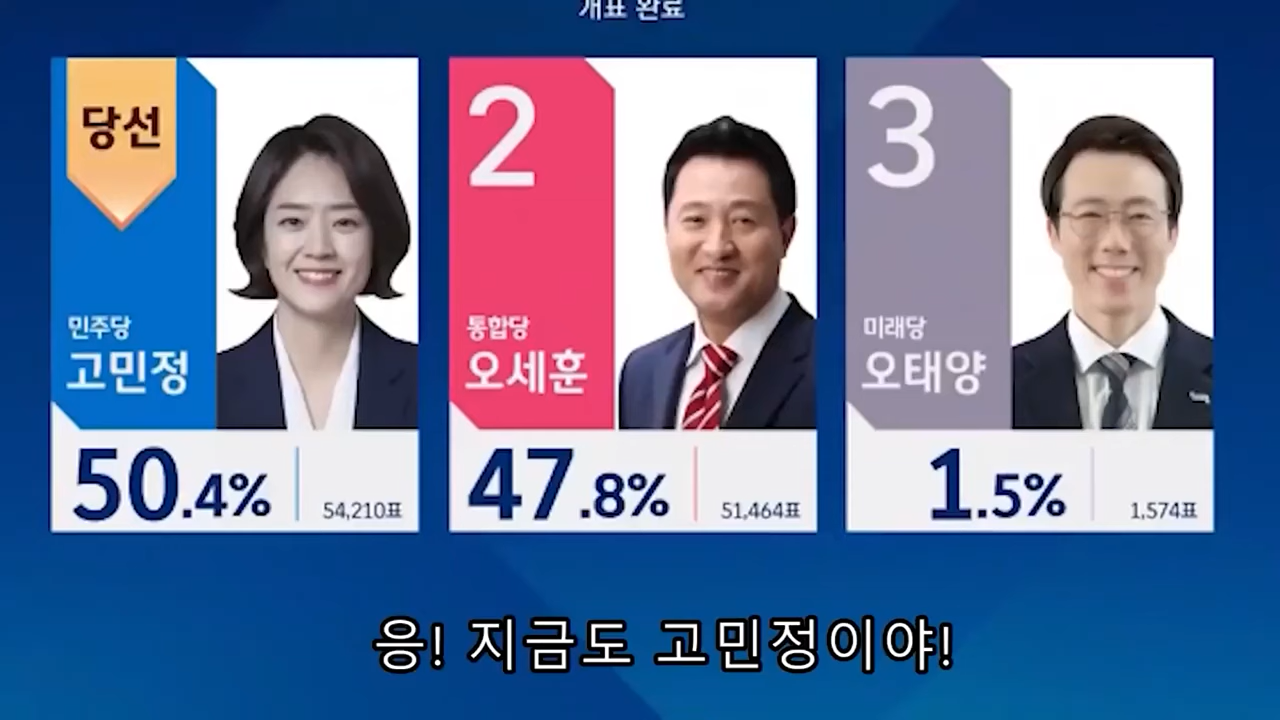 개표 완료
당선
민주당
고민정
50.4%
54,210표
2
통합당
오세훈
47.8%
51,464표
3
미래당
오태양
1.5%
1,574표
응! 지금도 고민정이야!